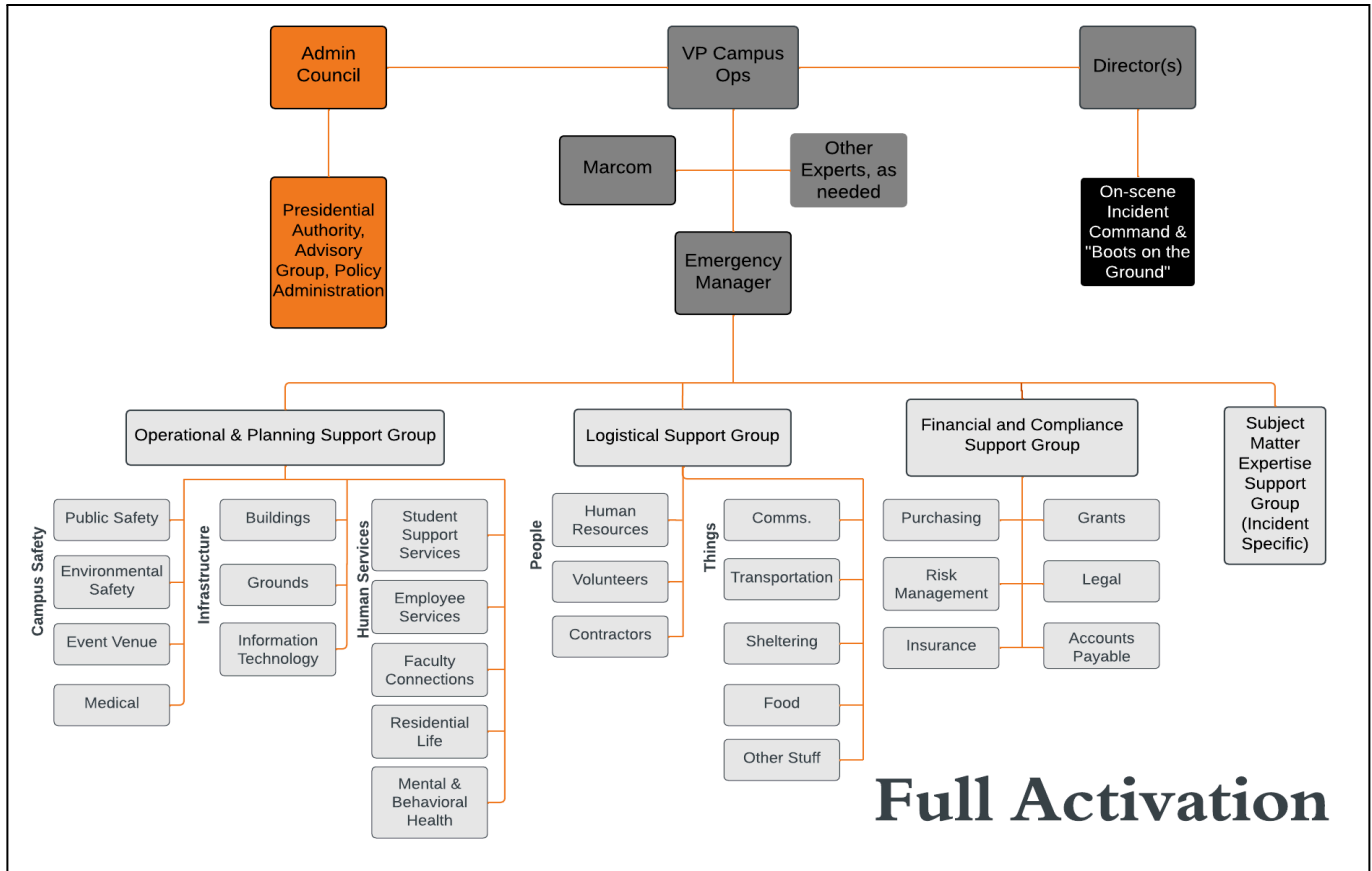 Admin
Council
VP Campus
Ops
Director(s)
Marcom
Other
Experts, as
needed
Presidential
Authority,
Advisory
Group, Policy
Administration
On-scene
Incident
Command &
"Boots on the
Ground"
Emergency
Manager
Operational & Planning Support Group
Logistical Support Group
Financial and Compliance
Support Group
Subject
Matter
Expertise
Support
Group
(Incident
Specific)
Campus Safety
Public Safety
Environmental
Safety
Event Venue
Medical
Infrastructure
Buildings
Grounds
Information
Technology
Human Services
Student
Support
Services
Employee
Services
Faculty
Connections
Residential
Life
Mental &
Behavioral
Health
People
Human
Resources
Volunteers
Contractors
Things
Comms.
Transportation
Sheltering
Food
Other Stuff
Purchasing
Risk
Management
Insurance
Grants
Legal
Accounts
Payable
Full Activation